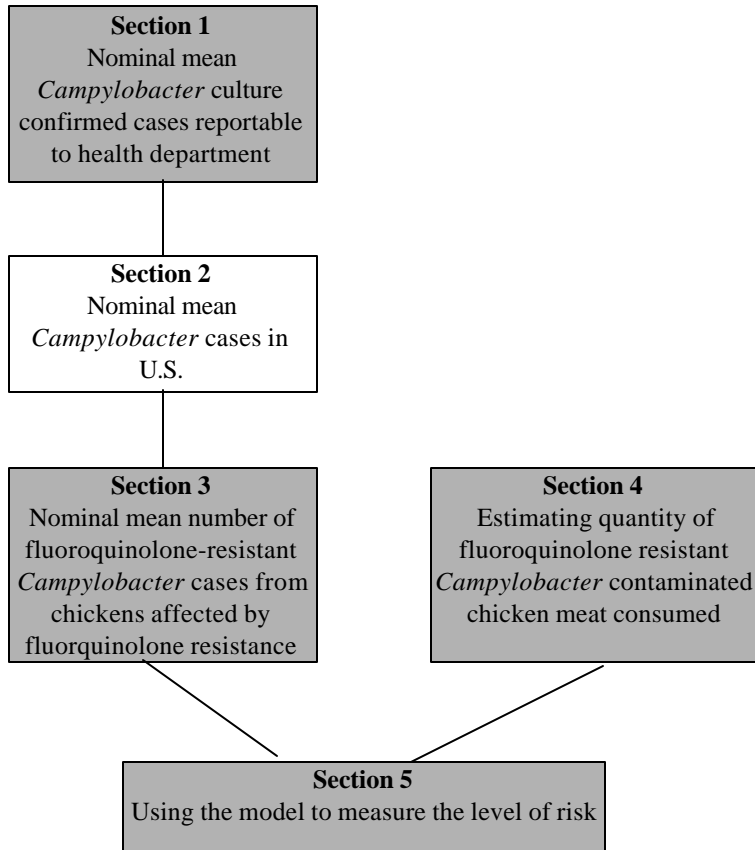 Section 1
Nominal mean
Campylobacter culture
confirmed cases reportable
to health department
Section 2
Nominal mean
Campylobacter cases in
U.S.
Section 3
Nominal mean number of
fluoroquinolone-resistant
Campylobacter cases from
chickens affected by
fluorquinolone resistance
Section 4
Estimating quantity of
fluoroquinolone resistant
Campylobacter contaminated
chicken meat consumed
Section 5
Using the model to measure the level of risk